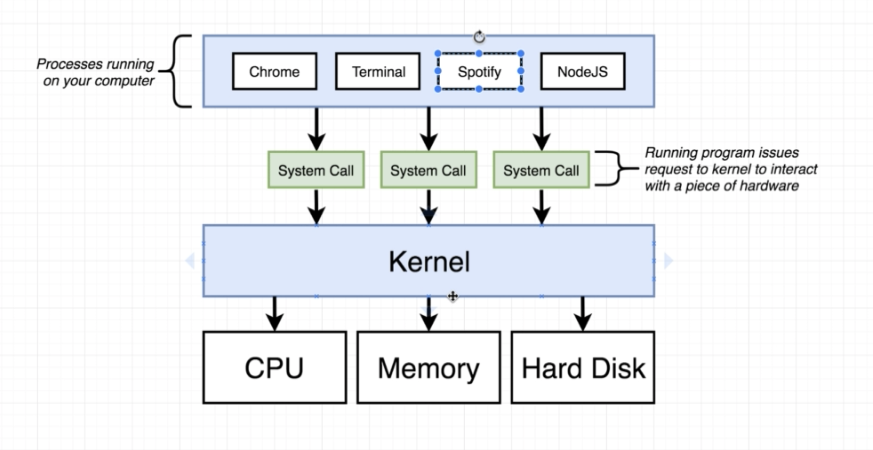 Processes running
on your computer
Chrome
Terminal
Spotify
NodeJS
System Call
System Call
System Call
Running program issues
request to kernel to interact
with a piece of hardware
Kernel
CPU
Memory
Hard Disk